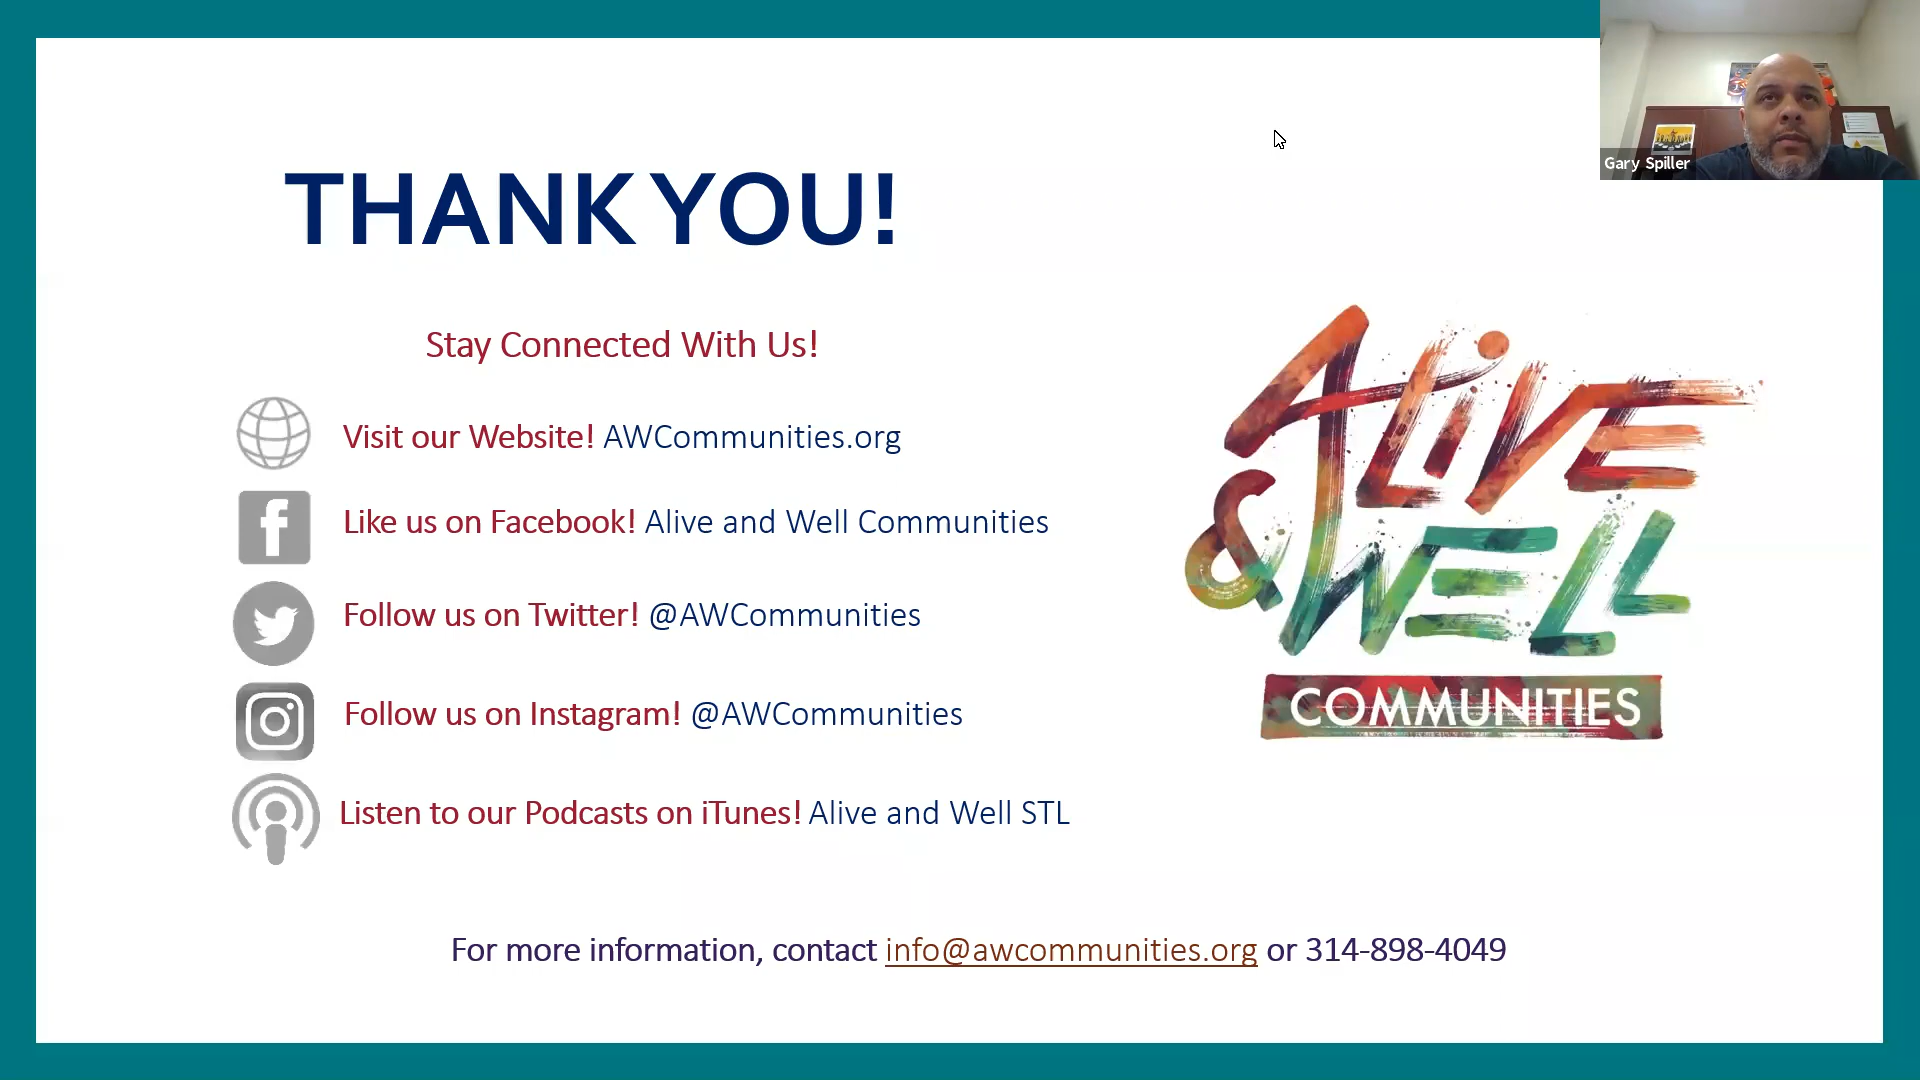 THANK YOU!
Gary Spiller
Stay Connected With Us!
Visit our Website! AWCommunities.org
Like us on Facebook! Alive and Well Communities
Follow us on Twitter! @AWCommunities
Follow us on Instagram! @AWCommunities
Listen to our Podcasts on iTunes! Alive and Well STL
ALiVE
& WELL
COMMUNITIES
For more information, contact info@awcommunities.org or 314-898-4049